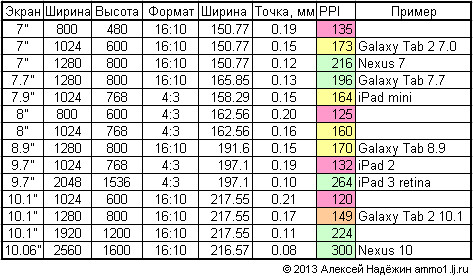 Экран Ширина Высота Формат Ширина Точка, мм PPI Пример
7" 800 480 16:10 150.77 0.19 135
7" 1024 600 16:10 150.77 0.15 173 Galaxy Tab 2 7.0
7" 1280 800 16:10 150.77 0.12 216 Nexus 7
7.7" 1280 800 16:10 165.85 0.13 196 Galaxy Tab 7.7
7.9" 1024 768 4:3 158.29 0.15 164 iPad mini
8" 800 600 4:3 162.56 0.20 125
8" 1024 768 4:3 162.56 0.16 160
8.9" 1280 800 16:10 191.6 0.15 170 Galaxy Tab 8.9
9.7" 1024 768 4:3 197.1 0.19 132 iPad 2
9.7" 2048 1536 4:3 197.1 0.10 264 iPad 3 retina
10.1" 1024 600 16:10 217.55 0.21 120
10.1" 1280 800 16:10 217.55 0.17 149 Galaxy Tab 2 10.1
10.1" 1920 1200 16:10 217.55 0.11 224
10.06" 2560 1600 16:10 216.57 0.08 300 Nexus 10
© 2013 Алексей Надёжин ammo1.lj.ru